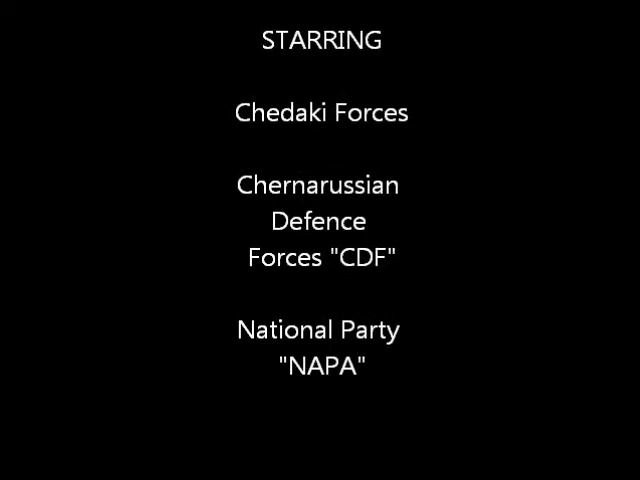 STARRING
Chedaki Forces
Chernarussian
Defence
Forces "CDF"
National Party
"NAPA"